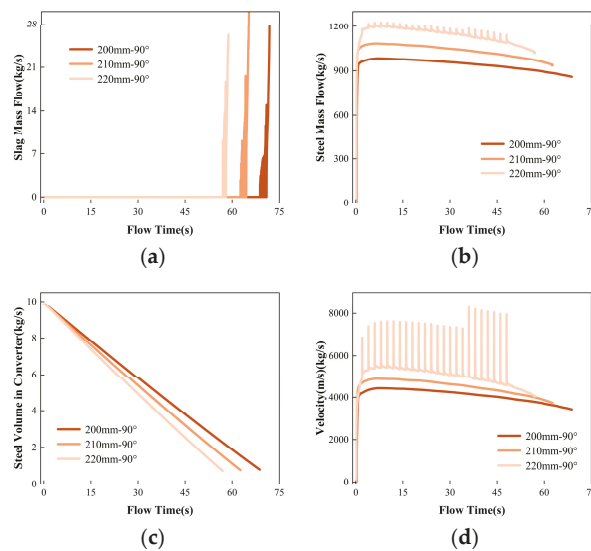 28
21
14
7
0
Slag Mass Flow(kg/s)
200mm-90°
210mm-90°
220mm-90°
0 15 30 45 60 75
Flow Time(s)
(a)
1200
900
600
300
0
Steel Mass Flow(kg/s)
200mm-90°
210mm-90°
220mm-90°
0 15 30 45 60 75
Flow Time(s)
(b)
10
8
6
4
2
0
Steel Volume in Converter(kg/s)
200mm-90°
210mm-90°
220mm-90°
0 15 30 45 60 75
Flow Time(s)
(c)
8000
6000
4000
2000
0
Velocity(m/s)(kg/s)
200mm-90°
210mm-90°
220mm-90°
0 15 30 45 60 75
Flow Time(s)
(d)